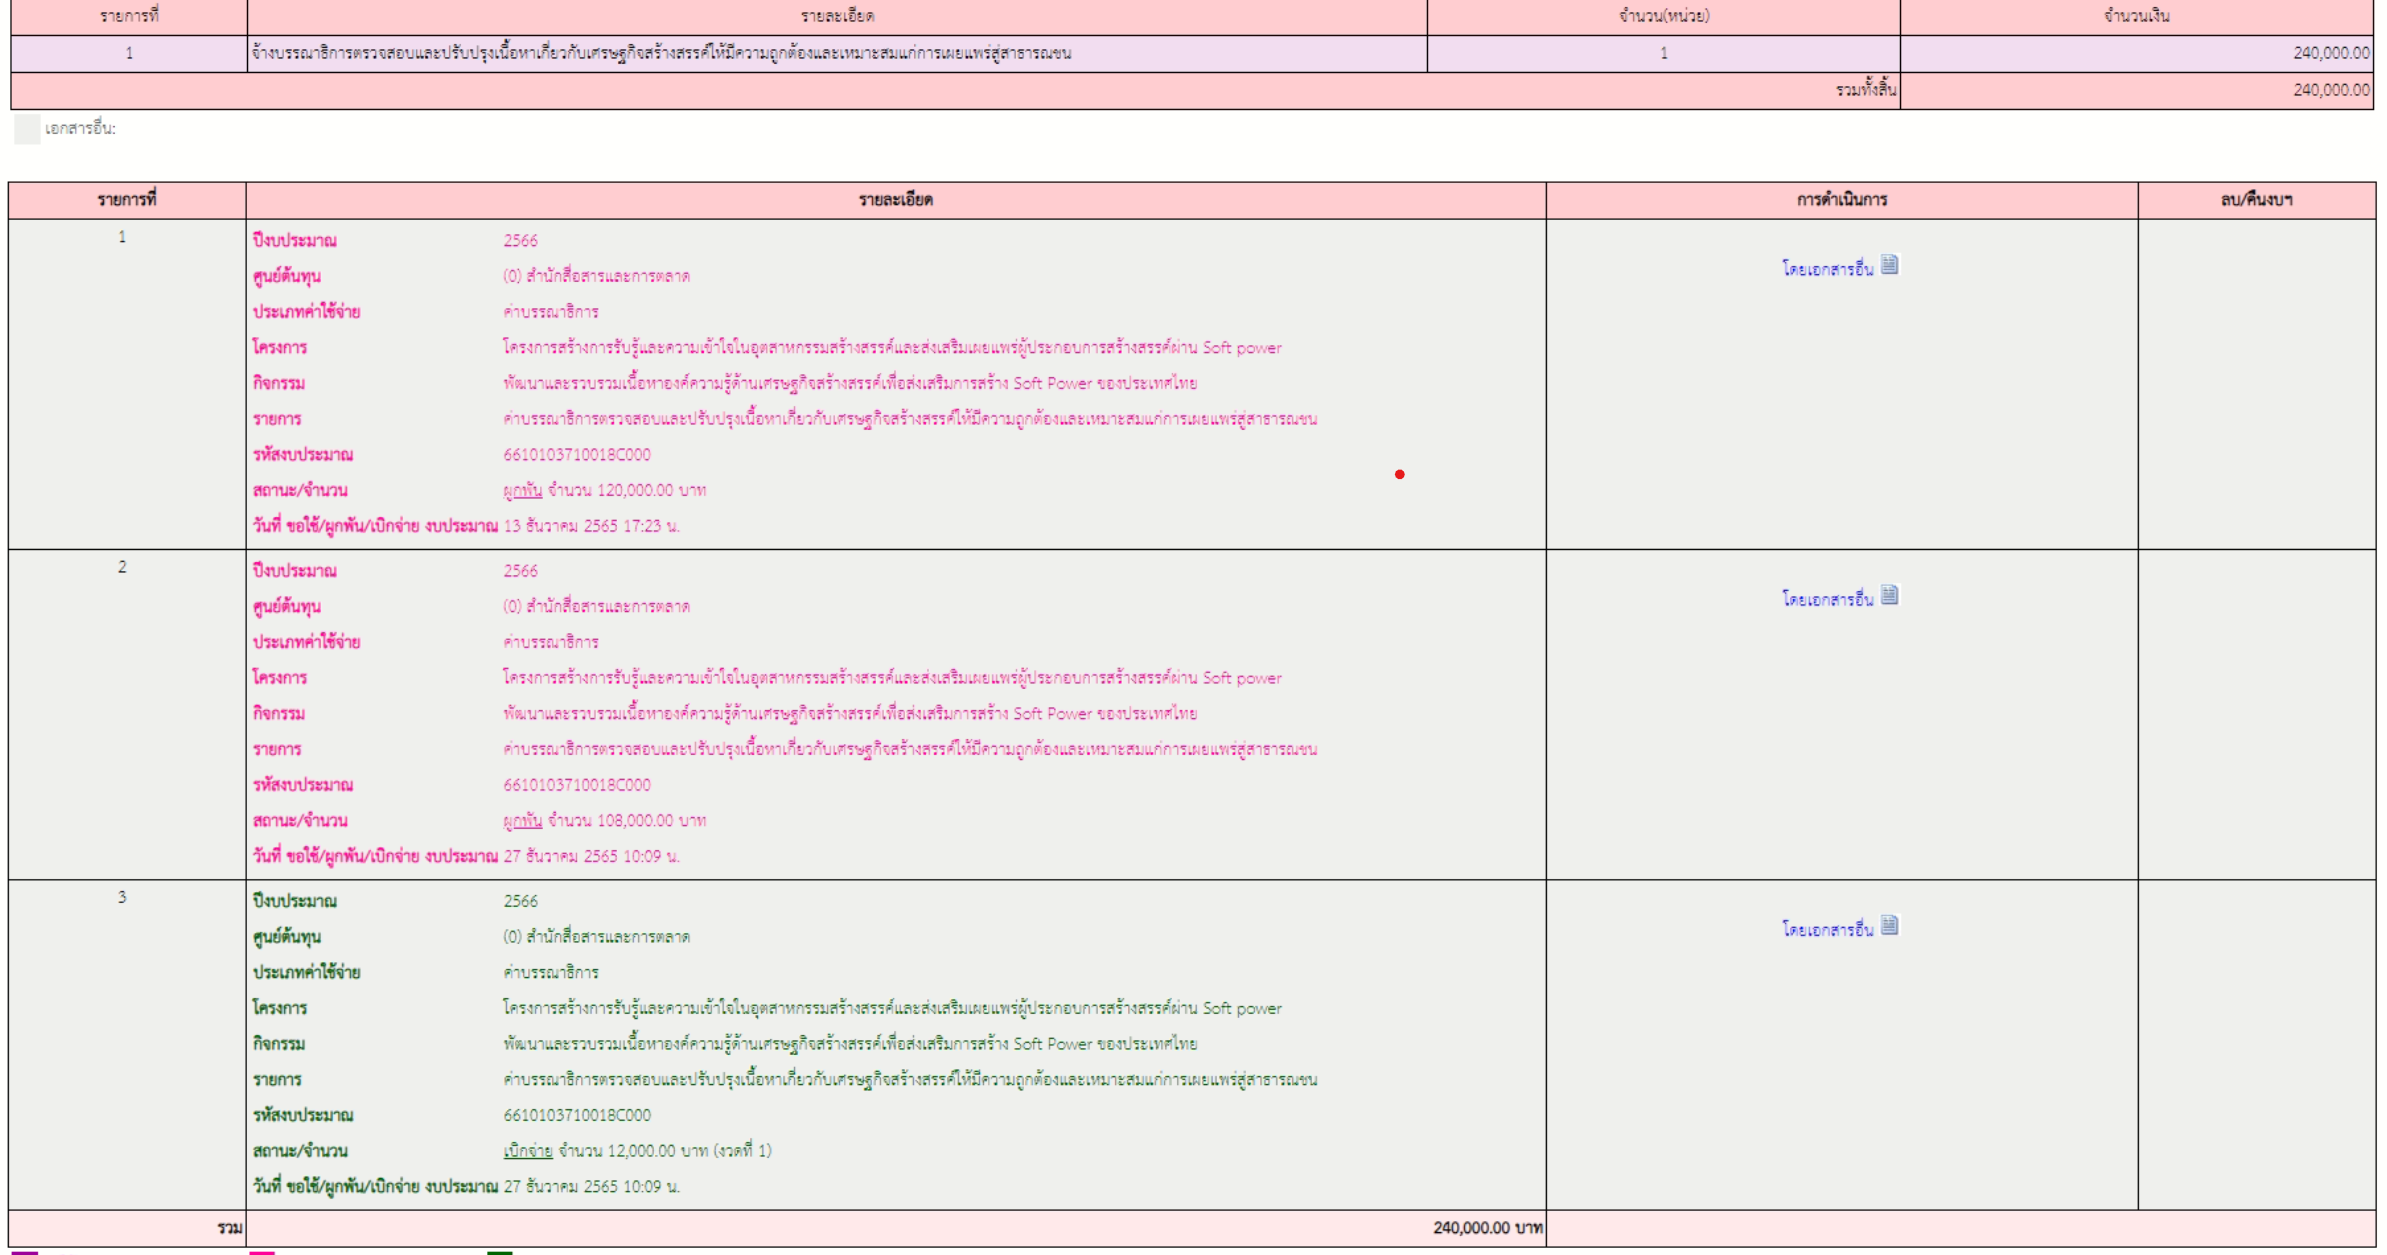 รายการที่ รายละเอียด จำนวน(หน่วย) จำนวนเงิน
1 จ้างบรรณาธิการตรวจสอบและปรับปรุงเนื้อหาเกี่ยวกับเศรษฐกิจสร้างสรรค์ให้มีความถูกต้องและเหมาะสมแก่การเผยแพร่สู่สาธารณชน 1 240,000.00
รวมทั้งสิ้น 240,000.00
เอกสารอื่น:
รายการที่ รายละเอียด การดำเนินการ ลบ/คืนงบฯ
1 ปีงบประมาณ 2566
ศูนย์ต้นทุน (0) สำนักสื่อสารและการตลาด โดยเอกสารอื่น
ประเภทค่าใช้จ่าย ค่าบรรณาธิการ
โครงการ โครงการสร้างการรับรู้และความเข้าใจในอุตสาหกรรมสร้างสรรค์และส่งเสริมเผยแพร่ผู้ประกอบการสร้างสรรค์ผ่าน Soft power
กิจกรรม พัฒนาและรวบรวมเนื้อหาองค์ความรู้ด้านเศรษฐกิจสร้างสรรค์เพื่อส่งเสริมการสร้าง Soft Power ของประเทศไทย
รายการ ค่าบรรณาธิการตรวจสอบและปรับปรุงเนื้อหาเกี่ยวกับเศรษฐกิจสร้างสรรค์ให้มีความถูกต้องและเหมาะสมแก่การเผยแพร่สู่สาธารณชน
รหัสงบประมาณ 6610103710018C000
สถานะ/จำนวน ผูกพัน จำนวน 120,000.00 บาท
วันที่ ขอใช้/ผูกพัน/เบิกจ่าย งบประมาณ 13 ธันวาคม 2565 17:23 น.
2 ปีงบประมาณ 2566
ศูนย์ต้นทุน (0) สำนักสื่อสารและการตลาด โดยเอกสารอื่น
ประเภทค่าใช้จ่าย ค่าบรรณาธิการ
โครงการ โครงการสร้างการรับรู้และความเข้าใจในอุตสาหกรรมสร้างสรรค์และส่งเสริมเผยแพร่ผู้ประกอบการสร้างสรรค์ผ่าน Soft power
กิจกรรม พัฒนาและรวบรวมเนื้อหาองค์ความรู้ด้านเศรษฐกิจสร้างสรรค์เพื่อส่งเสริมการสร้าง Soft Power ของประเทศไทย
รายการ ค่าบรรณาธิการตรวจสอบและปรับปรุงเนื้อหาเกี่ยวกับเศรษฐกิจสร้างสรรค์ให้มีความถูกต้องและเหมาะสมแก่การเผยแพร่สู่สาธารณชน
รหัสงบประมาณ 6610103710018C000
สถานะ/จำนวน ผูกพัน จำนวน 108,000.00 บาท
วันที่ ขอใช้/ผูกพัน/เบิกจ่าย งบประมาณ 27 ธันวาคม 2565 10:09 น.
3 ปีงบประมาณ 2566
ศูนย์ต้นทุน (0) สำนักสื่อสารและการตลาด โดยเอกสารอื่น
ประเภทค่าใช้จ่าย ค่าบรรณาธิการ
โครงการ โครงการสร้างการรับรู้และความเข้าใจในอุตสาหกรรมสร้างสรรค์และส่งเสริมเผยแพร่ผู้ประกอบการสร้างสรรค์ผ่าน Soft power
กิจกรรม พัฒนาและรวบรวมเนื้อหาองค์ความรู้ด้านเศรษฐกิจสร้างสรรค์เพื่อส่งเสริมการสร้าง Soft Power ของประเทศไทย
รายการ ค่าบรรณาธิการตรวจสอบและปรับปรุงเนื้อหาเกี่ยวกับเศรษฐกิจสร้างสรรค์ให้มีความถูกต้องและเหมาะสมแก่การเผยแพร่สู่สาธารณชน
รหัสงบประมาณ 6610103710018C000
สถานะ/จำนวน เบิกจ่าย จำนวน 12,000.00 บาท (งวดที่ 1)
วันที่ ขอใช้/ผูกพัน/เบิกจ่าย งบประมาณ 27 ธันวาคม 2565 10:09 น.
รวม 240,000.00 บาท